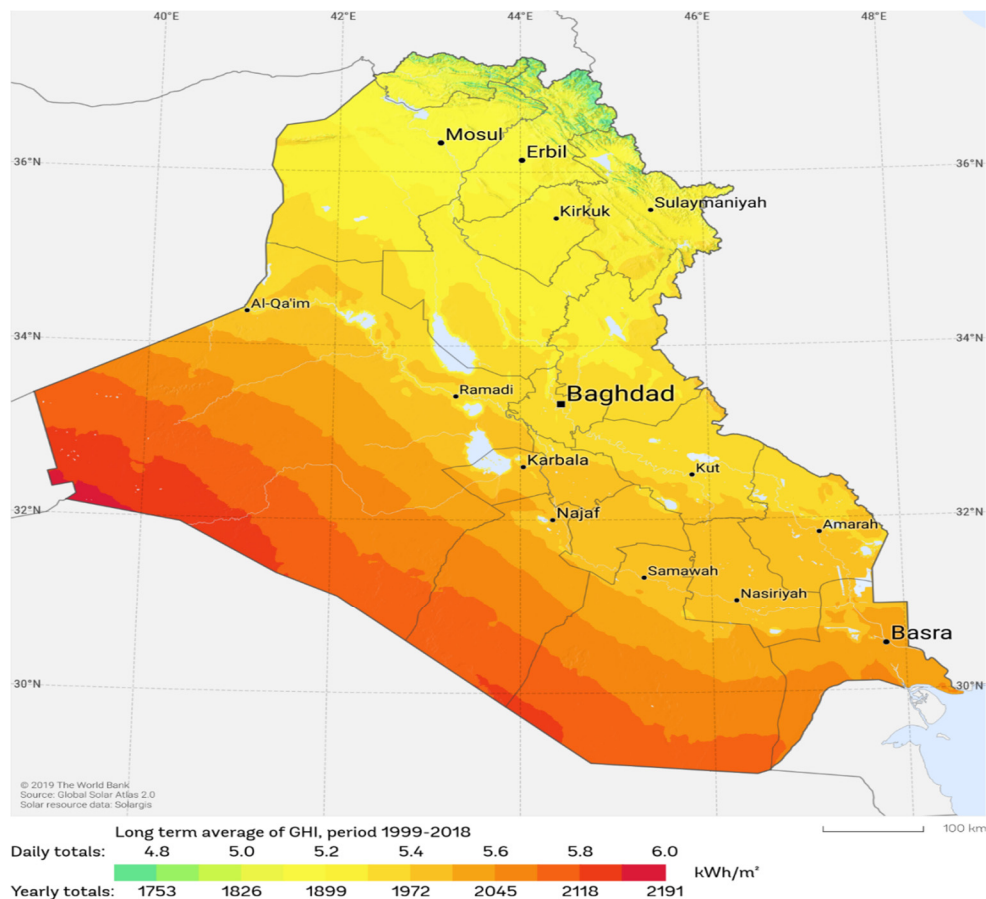 40°E 42°E 44°E 46°E 48°E
Mosul
Erbil
36°N 36°N
Sulaymaniyah
Kirkuk
Al-Qa'im
34°N 34°N
Ramadi
Baghdad
Karbala
Kut
32°N 32°N
Najaf
Amarah
Samawah
Nasiriyah
Basra
30°N 30°N
© 2019 The World Bank
Source: Global Solar Atlas 2.0
Solar resource data: Solargis
Long term average of GHI, period 1999-2018
100 km
Daily totals: 4.8 5.0 5.2 5.4 5.6 5.8 6.0
kWh/m²
Yearly totals: 1753 1826 1899 1972 2045 2118 2191